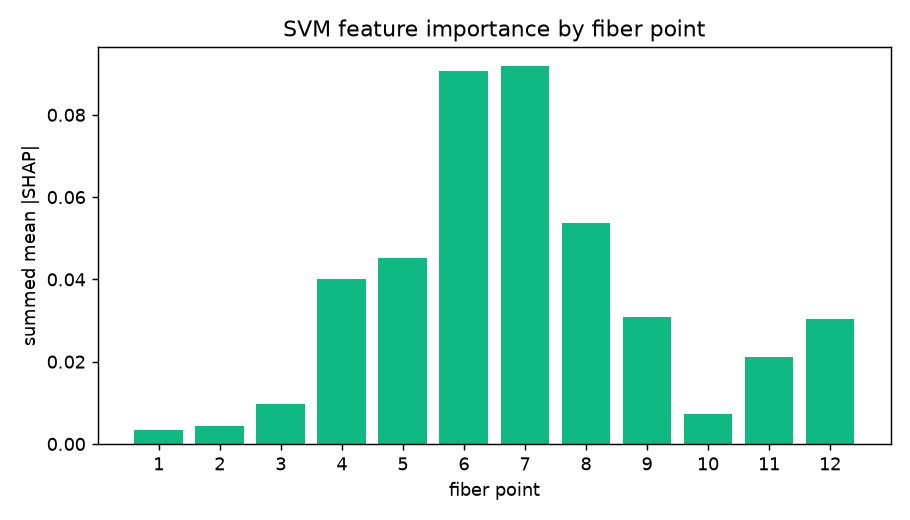 SVM feature importance by fiber point
summed mean |SHAP|
0.08
0.06
0.04
0.02
0.00
1 2 3 4 5 6 7 8 9 10 11 12
fiber point